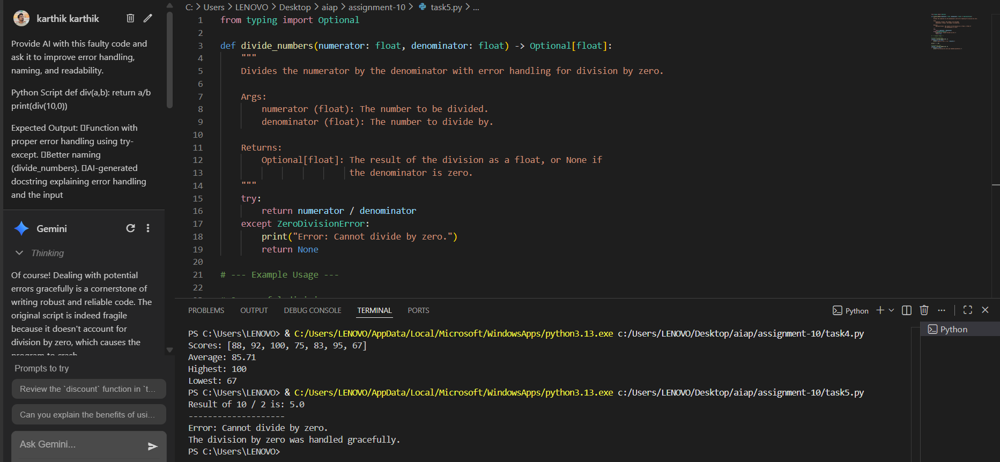 karthik karthik
Provide AI with this faulty code and
ask it to improve error handling,
naming, and readability.
Python Script def div(a,b): return a/b
print(div(10,0))
Expected Output: Function with
proper error handling using try-
except. Better naming
(divide_numbers). AI-generated
docstring explaining error handling
and the input
Gemini
Thinking
Of course! Dealing with potential
errors gracefully is a cornerstone of
writing robust and reliable code. The
original script is indeed fragile
because it doesn't account for
division by zero, which causes the
program to crash
Prompts to try
Review the `discount` function in `t...
Can you explain the benefits of usi...
Ask Gemini...
C: > Users > LENOVO > Desktop > aiap > assignment-10 > task5.py > ...
1 from typing import Optional
2
3 def divide_numbers(numerator: float, denominator: float) -> Optional[float]:
4 """
5 Divides the numerator by the denominator with error handling for division by zero.
6
7 Args:
8 numerator (float): The number to be divided.
9 denominator (float): The number to divide by.
10
11 Returns:
12 Optional[float]: The result of the division as a float, or None if
13 the denominator is zero.
14 """
15 try:
16 return numerator / denominator
17 except ZeroDivisionError:
18 print("Error: Cannot divide by zero.")
19 return None
20
21 # --- Example Usage ---
22
PROBLEMS OUTPUT DEBUG CONSOLE TERMINAL PORTS
Python
PS C:\Users\LENOVO> & C:/Users/LENOVO/AppData/Local/Microsoft/WindowsApps/python3.13.exe c:/Users/LENOVO/Desktop/aiap/assignment-10/task4.py
Scores: [88, 92, 100, 75, 83, 95, 67]
Average: 85.71
Highest: 100
Lowest: 67
PS C:\Users\LENOVO> & C:/Users/LENOVO/AppData/Local/Microsoft/WindowsApps/python3.13.exe c:/Users/LENOVO/Desktop/aiap/assignment-10/task5.py
Result of 10 / 2 is: 5.0
-------------------
Error: Cannot divide by zero.
The division by zero was handled gracefully.
PS C:\Users\LENOVO>
Python